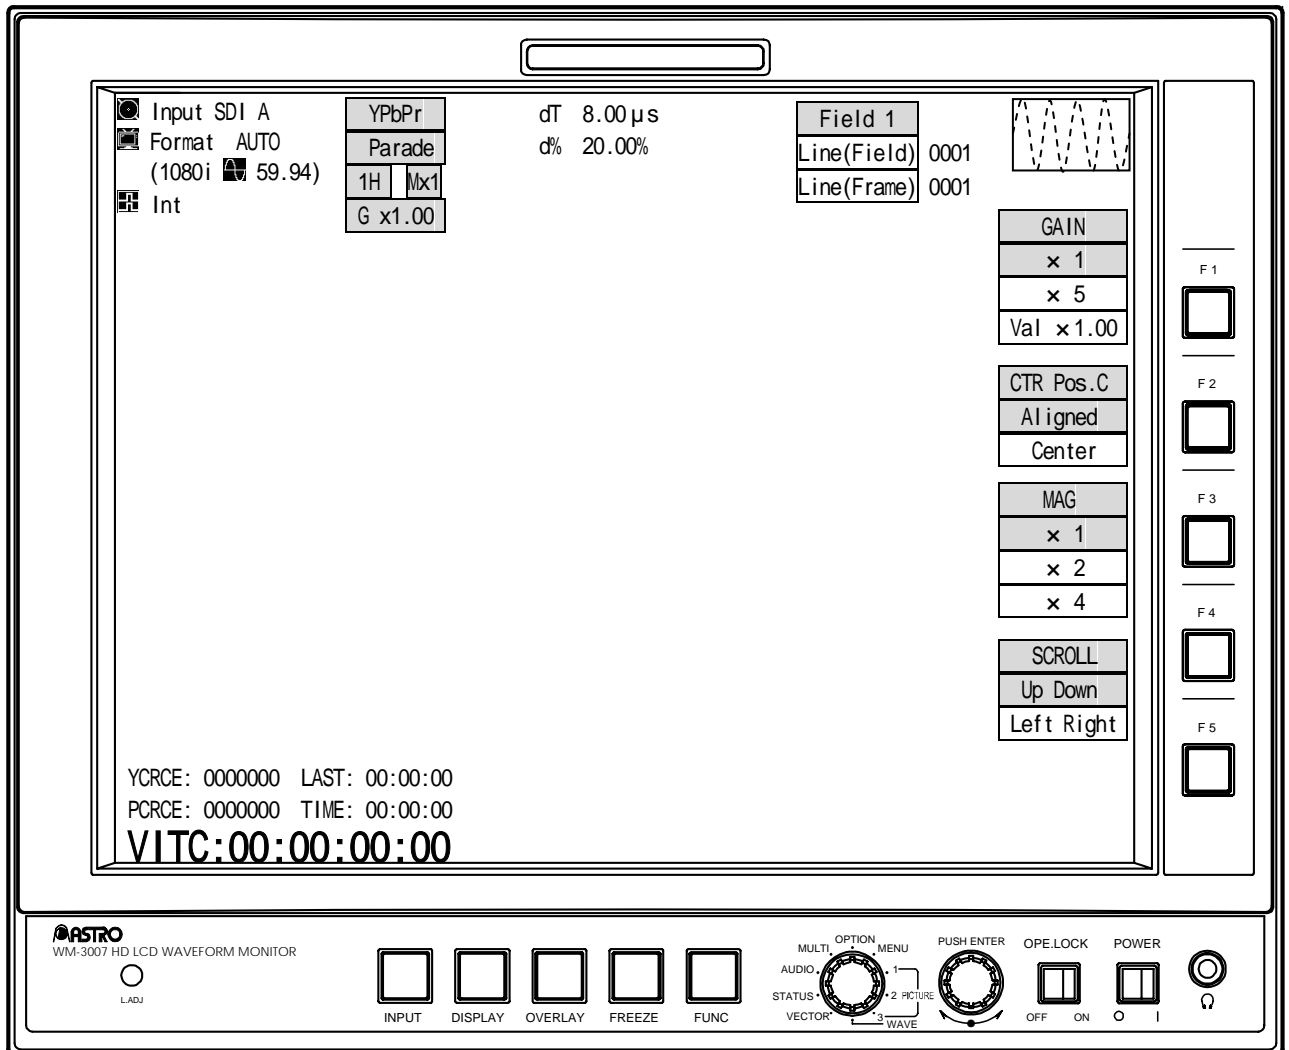 Input SDI A
Format AUTO
(1080i 59.94)
Int
YPbPr
Parade
1H Mx1
G x1.00
dT 8.00μs
d% 20.00%
Field 1
Line(Field) 0001
Line(Frame) 0001
GAIN
× 1
× 5
Val ×1.00
CTR Pos.C
Aligned
Center
MAG
× 1
× 2
× 4
SCROLL
Up Down
Left Right
F 1
F 2
F 3
F 4
F 5
YCRCE: 0000000 LAST: 00:00:00
PCRCE: 0000000 TIME: 00:00:00
VITC:00:00:00:00
ASTRO
WM-3007 HD LCD WAVEFORM MONITOR
L.ADJ
INPUT DISPLAY OVERLAY FREEZE FUNC
OPTION
MULTI MENU
AUDIO 1
STATUS 2 PICTURE
VECTOR 3
WAVE
PUSH ENTER
OPE.LOCK
OFF ON
POWER
O I